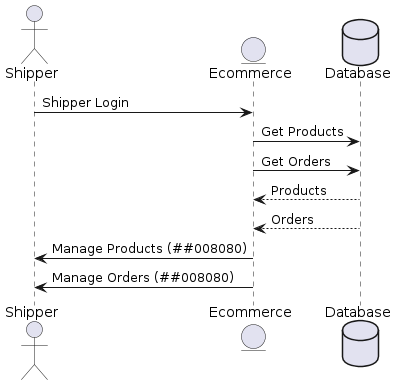 Shipper
Ecommerce
Database
Shipper Login
Get Products
Get Orders
Products
Orders
Manage Products (##008080)
Manage Orders (##008080)
Shipper
Ecommerce
Database